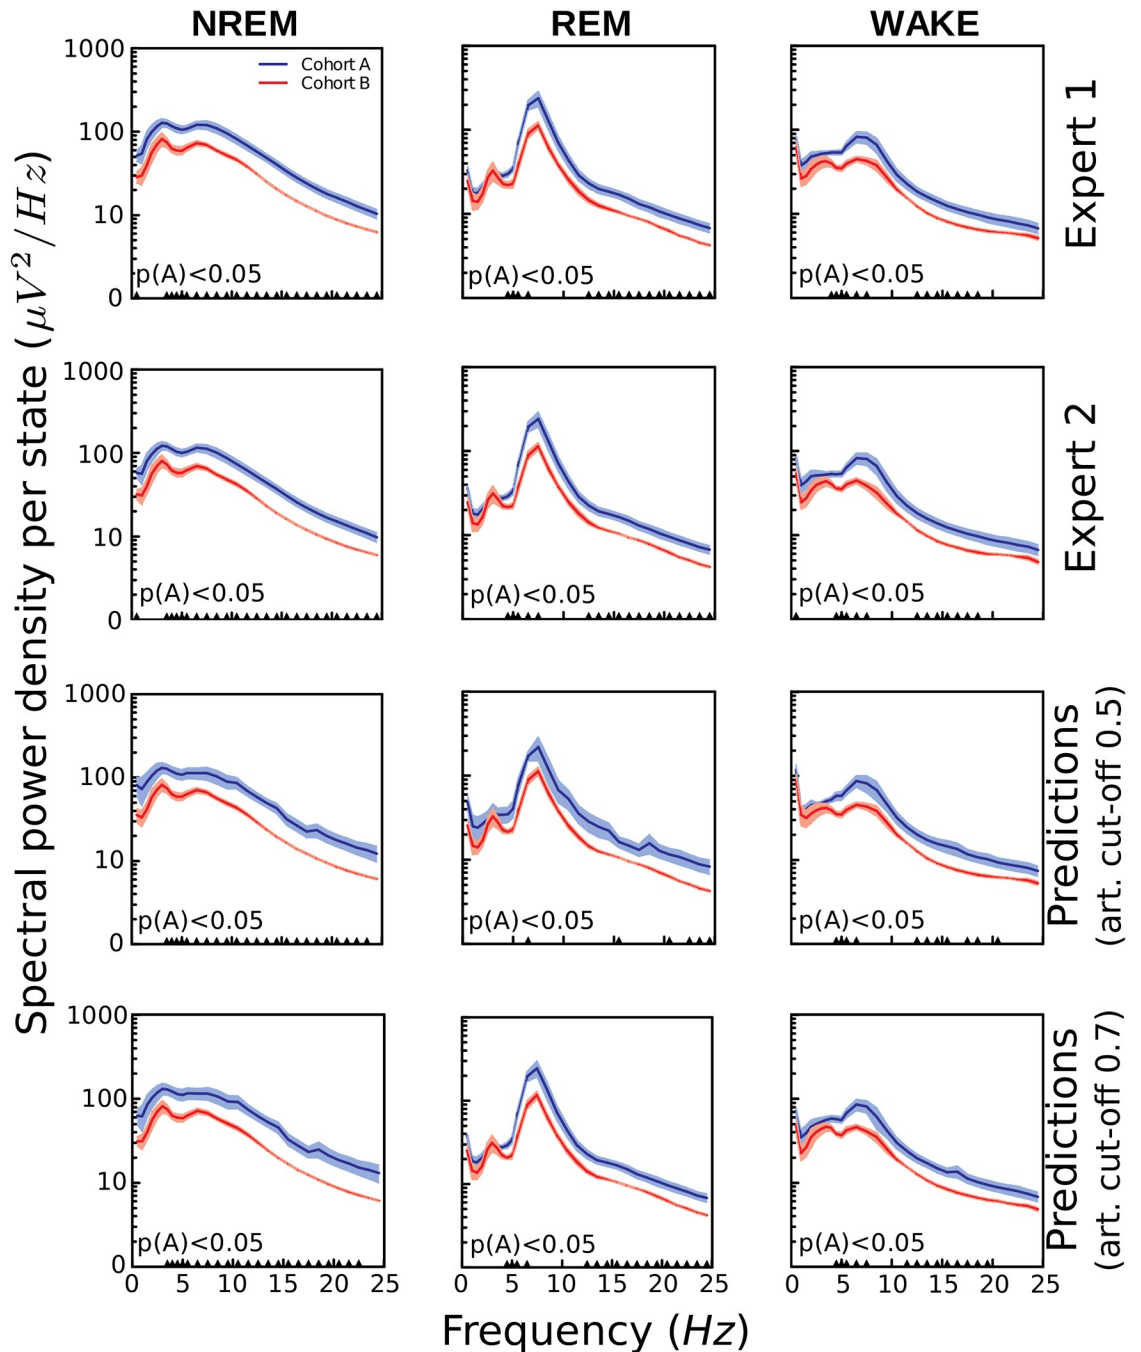 NREM REM WAKE
Spectral power density per state (μV²/Hz)
1000
100
10
0
Cohort A
Cohort B
p(A)<0.05
p(A)<0.05
p(A)<0.05
Expert 1
1000
100
10
0
p(A)<0.05
p(A)<0.05
p(A)<0.05
Expert 2
1000
100
10
0
p(A)<0.05
p(A)<0.05
p(A)<0.05
Predictions
(art. cut-off 0.5)
1000
100
10
0
p(A)<0.05
p(A)<0.05
p(A)<0.05
Predictions
(art. cut-off 0.7)
0 5 10 15 20 25
0 5 10 15 20 25
0 5 10 15 20 25
Frequency (Hz)